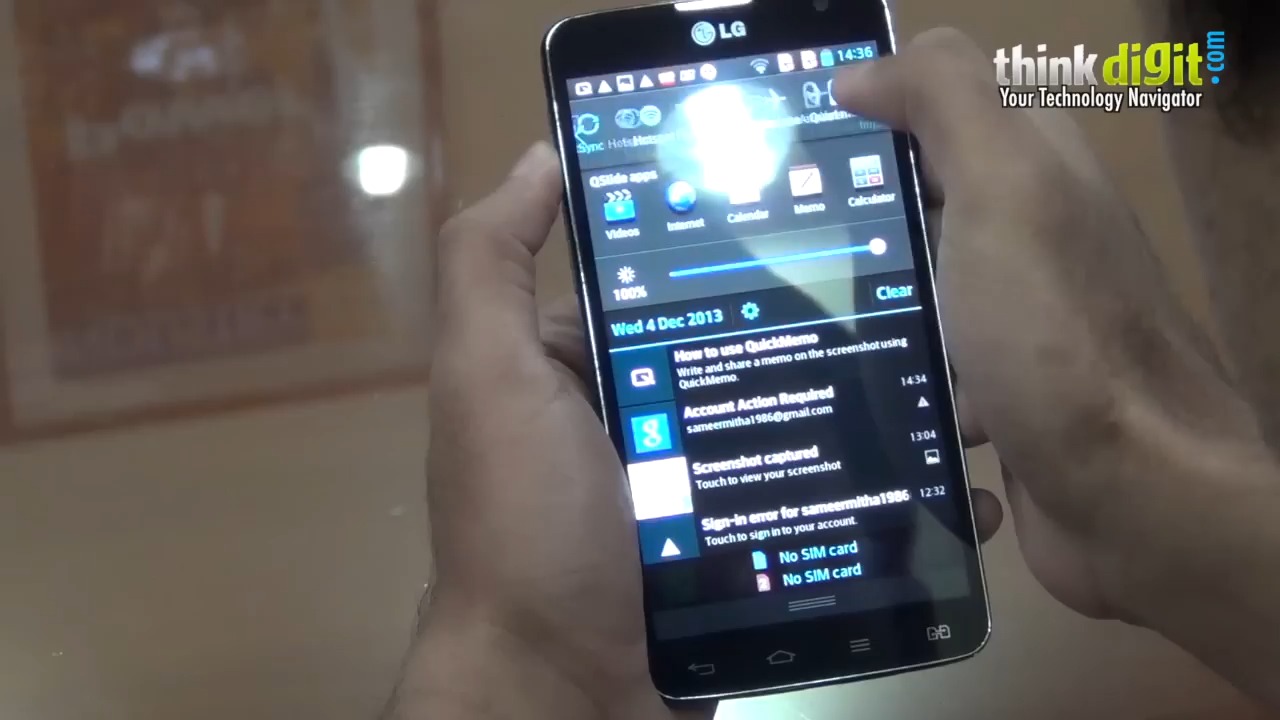 LG
thinkdigit.com
Your Technology Navigator
14:36
Sync
QSlide apps
Videos
Internet
Calendar
Memo
Calculator
100%
Wed 4 Dec 2013
Clear
How to use QuickMemo
Write and share a memo on the screenshot using
QuickMemo.
14:34
Account Action Required
sameermitha1986@gmail.com
13:04
Screenshot captured
Touch to view your screenshot
12:32
Sign-in error for sameermitha1986
Touch to sign in to your account.
No SIM card
2 No SIM card